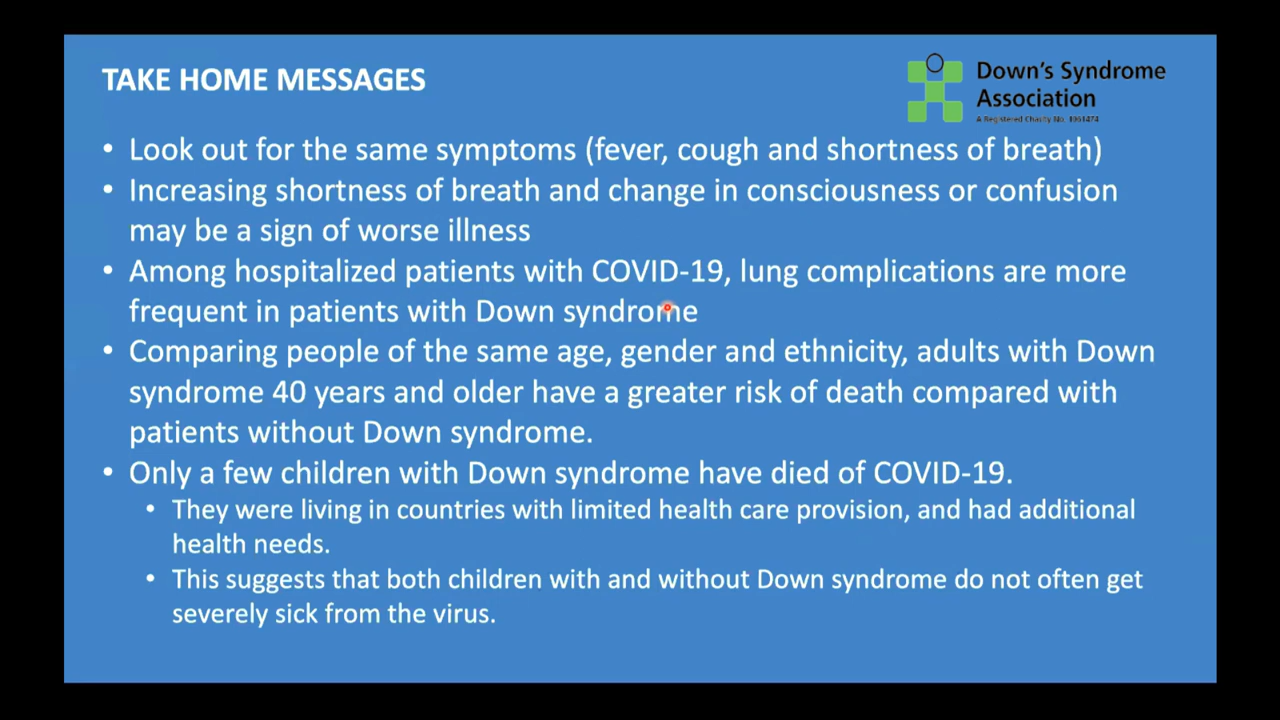 TAKE HOME MESSAGES
Down's Syndrome
Association
A Registered Charity No. 1061474
• Look out for the same symptoms (fever, cough and shortness of breath)
• Increasing shortness of breath and change in consciousness or confusion
may be a sign of worse illness
• Among hospitalized patients with COVID-19, lung complications are more
frequent in patients with Down syndrome
• Comparing people of the same age, gender and ethnicity, adults with Down
syndrome 40 years and older have a greater risk of death compared with
patients without Down syndrome.
• Only a few children with Down syndrome have died of COVID-19.
• They were living in countries with limited health care provision, and had additional
health needs.
• This suggests that both children with and without Down syndrome do not often get
severely sick from the virus.